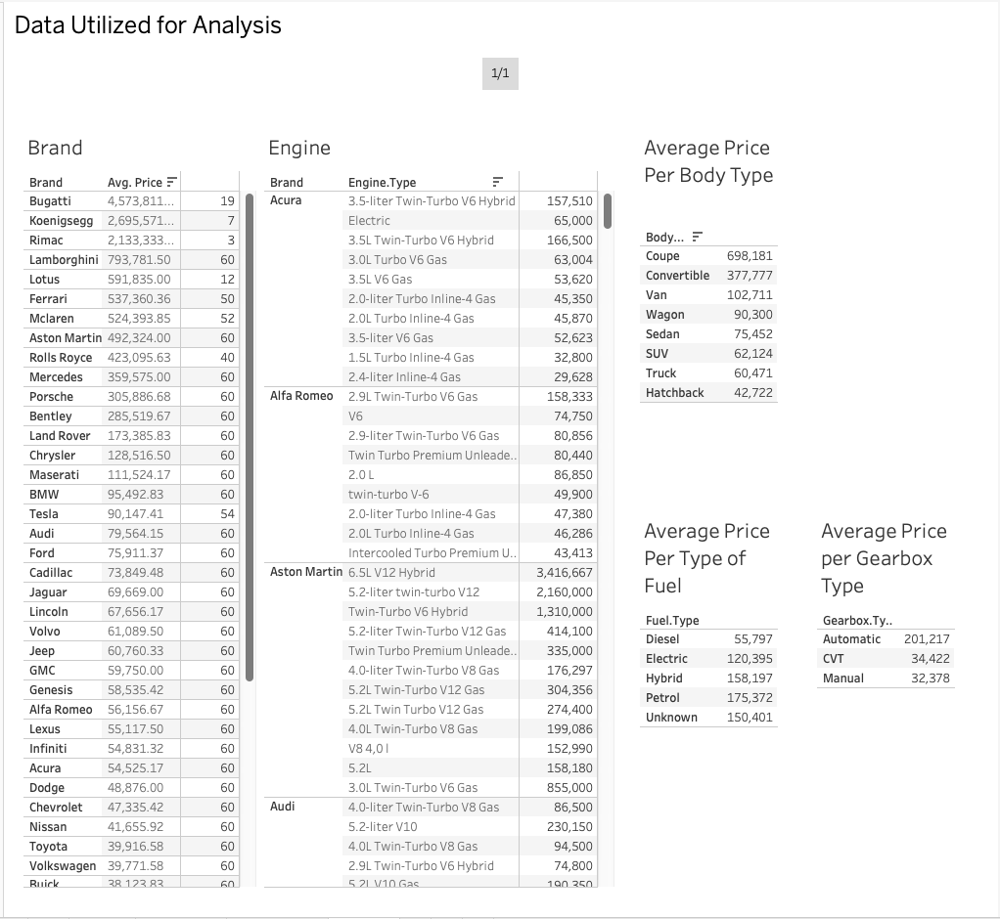 Data Utilized for Analysis
1/1
Brand
Brand Avg. Price
Bugatti 4,573,811... 19
Koenigsegg 2,695,571... 7
Rimac 2,133,333... 3
Lamborghini 793,781.50 60
Lotus 591,835.00 12
Ferrari 537,360.36 50
Mclaren 524,393.85 52
Aston Martin 492,324.00 60
Rolls Royce 423,095.63 40
Mercedes 359,575.00 60
Porsche 305,886.68 60
Bentley 285,519.67 60
Land Rover 173,385.83 60
Chrysler 128,516.50 60
Maserati 111,524.17 60
BMW 95,492.83 60
Tesla 90,147.41 54
Audi 79,564.15 60
Ford 75,911.37 60
Cadillac 73,849.48 60
Jaguar 69,669.00 60
Lincoln 67,656.17 60
Volvo 61,089.50 60
Jeep 60,760.33 60
GMC 59,750.00 60
Genesis 58,535.42 60
Alfa Romeo 56,156.67 60
Lexus 55,117.50 60
Infiniti 54,831.32 60
Acura 54,525.17 60
Dodge 48,876.00 60
Chevrolet 47,335.42 60
Nissan 41,655.92 60
Toyota 39,916.58 60
Volkswagen 39,771.58 60
Buick 38,123.83 60
Engine
Brand Engine.Type
Acura 3.5-liter Twin-Turbo V6 Hybrid 157,510
Electric 65,000
3.5L Twin-Turbo V6 Hybrid 166,500
3.0L Turbo V6 Gas 63,004
3.5L V6 Gas 53,620
2.0-liter Turbo Inline-4 Gas 45,350
2.0L Turbo Inline-4 Gas 45,870
3.5-liter V6 Gas 52,623
1.5L Turbo Inline-4 Gas 32,800
2.4-liter Inline-4 Gas 29,628
Alfa Romeo 2.9L Twin-Turbo V6 Gas 158,333
V6 74,750
2.9-liter Twin-Turbo V6 Gas 80,856
Twin Turbo Premium Unleade.. 80,440
2.0 L 86,850
twin-turbo V-6 49,900
2.0-liter Turbo Inline-4 Gas 47,380
2.0L Turbo Inline-4 Gas 46,286
Intercooled Turbo Premium U.. 43,413
Aston Martin 6.5L V12 Hybrid 3,416,667
5.2-liter twin-turbo V12 2,160,000
Twin-Turbo V6 Hybrid 1,310,000
5.2-liter Twin-Turbo V12 Gas 414,100
Twin Turbo Premium Unleade.. 335,000
4.0-liter Twin-Turbo V8 Gas 176,297
5.2L Twin-Turbo V12 Gas 304,356
5.2L Twin Turbo V12 Gas 274,400
4.0L Twin-Turbo V8 Gas 199,086
V8 4,0 l 152,990
5.2L 158,180
3.0L Twin-Turbo V6 Gas 855,000
Audi 4.0-liter Twin-Turbo V8 Gas 86,500
5.2-liter V10 230,150
4.0L Twin-Turbo V8 Gas 94,500
2.9L Twin-Turbo V6 Hybrid 74,800
5.2L V10 Gas 190,350
Average Price
Per Body Type
Body...
Coupe 698,181
Convertible 377,777
Van 102,711
Wagon 90,300
Sedan 75,452
SUV 62,124
Truck 60,471
Hatchback 42,722
Average Price
Per Type of
Fuel
Fuel.Type
Diesel 55,797
Electric 120,395
Hybrid 158,197
Petrol 175,372
Unknown 150,401
Average Price
per Gearbox
Type
Gearbox.Ty..
Automatic 201,217
CVT 34,422
Manual 32,378